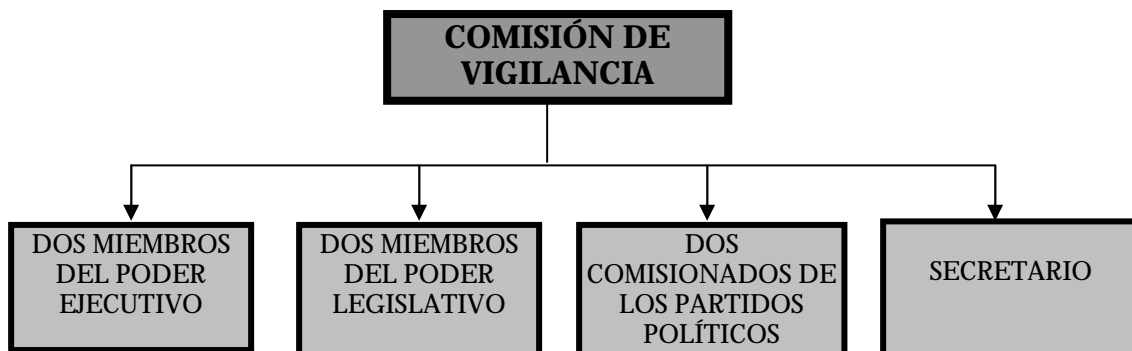 COMISIÓN DE
VIGILANCIA
DOS MIEMBROS
DEL PODER
EJECUTIVO
DOS MIEMBROS
DEL PODER
LEGISLATIVO
DOS
COMISIONADOS DE
LOS PARTIDOS
POLÍTICOS
SECRETARIO